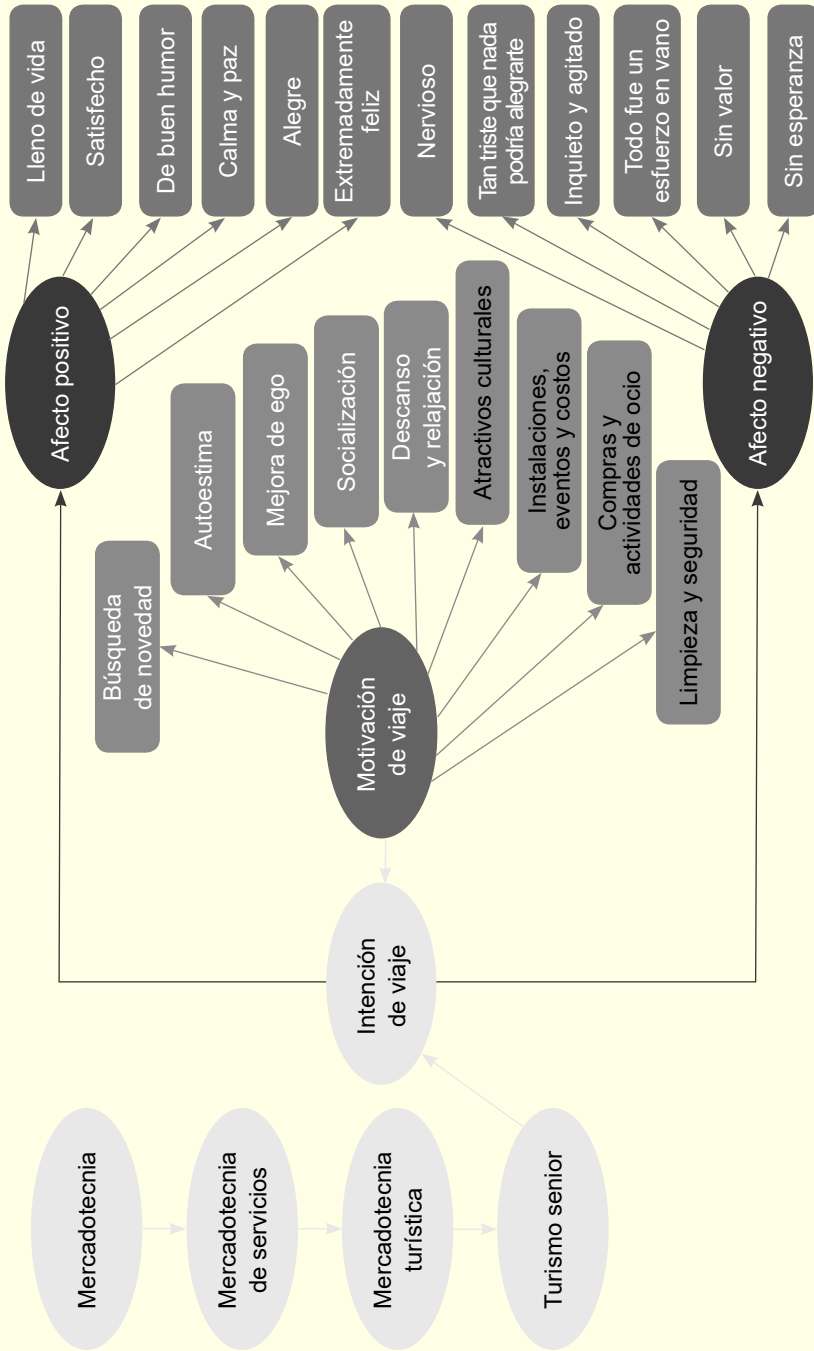 Mercadotecnia
Mercadotecnia
de servicios
Mercadotecnia
turística
Turismo senior
Intención
de viaje
Motivación
de viaje
Búsqueda
de novedad
Autoestima
Mejora de ego
Socialización
Descanso
y relajación
Atractivos culturales
Instalaciones,
eventos y costos
Compras y
actividades de ocio
Limpieza y seguridad
Afecto positivo
Lleno de vida
Satisfecho
De buen humor
Calma y paz
Alegre
Extremadamente
feliz
Afecto negativo
Nervioso
Tan triste que nada
podría alegrarte
Inquieto y agitado
Todo fue un
esfuerzo en vano
Sin valor
Sin esperanza